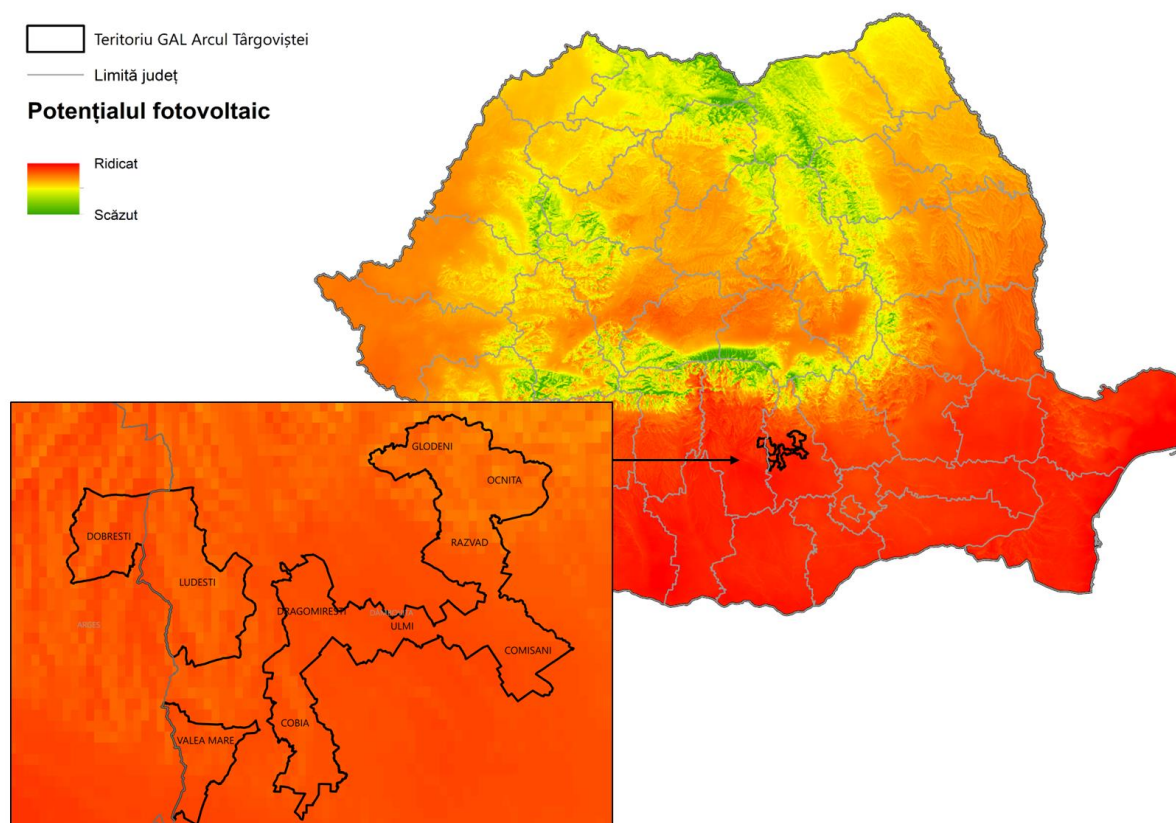 Teritoriu GAL Arcul Târgoviștei
Limită județ
Potențialul fotovoltaic
Ridicat
Scăzut
GLODENI
OCNITA
DOBRESTI
RAZVAD
LUDESTI
DRAGOMIRESTI
ULMI
ARGES
COMISANI
COBIA
VALEA MARE